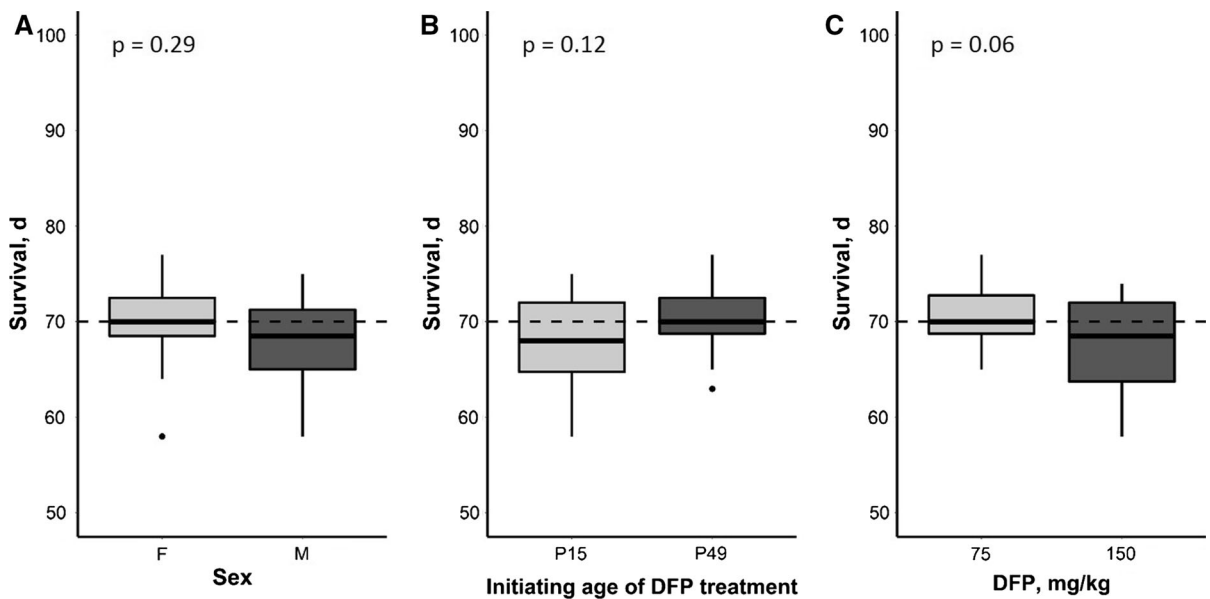 A
p = 0.29
100
90
80
70
60
50
Survival, d
F M
Sex
B
p = 0.12
100
90
80
70
60
50
Survival, d
P15 P49
Initiating age of DFP treatment
C
p = 0.06
100
90
80
70
60
50
Survival, d
75 150
DFP, mg/kg